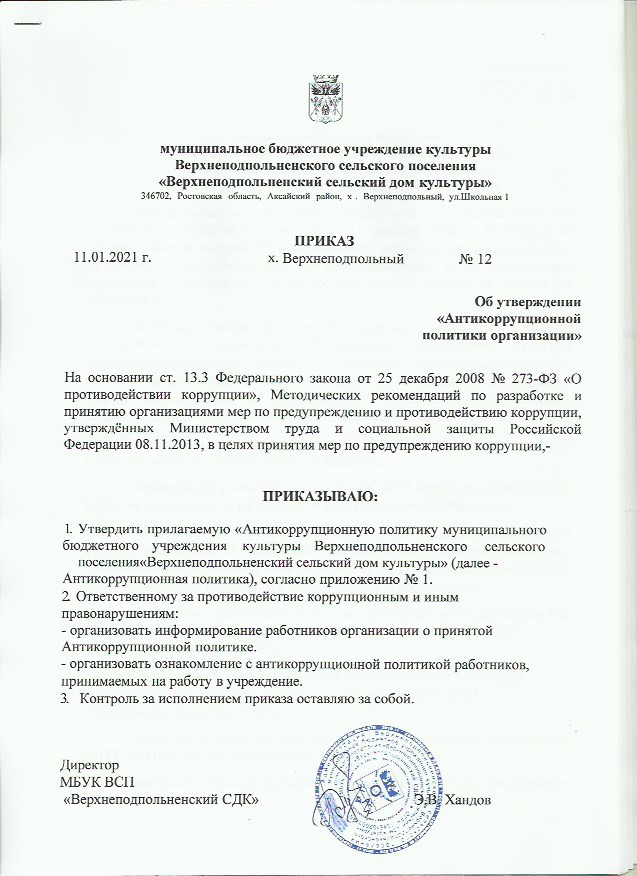 муниципальное бюджетное учреждение культуры
Верхнеподпольненского сельского поселения
«Верхнеподпольненский сельский дом культуры»
346702, Ростовская область, Аксайский район, х . Верхнеподпольный, ул.Школьная 1
ПРИКАЗ
11.01.2021 г. х. Верхнеподпольный № 12
Об утверждении
«Антикоррупционной
политики организации»
На основании ст. 13.3 Федерального закона от 25 декабря 2008 № 273-ФЗ «О
противодействии коррупции», Методических рекомендаций по разработке и
принятию организациями мер по предупреждению и противодействию коррупции,
утверждённых Министерством труда и социальной защиты Российской
Федерации 08.11.2013, в целях принятия мер по предупреждению коррупции,-
ПРИКАЗЫВАЮ:
1. Утвердить прилагаемую «Антикоррупционную политику муниципального
бюджетного учреждения культуры Верхнеподпольненского сельского
поселения«Верхнеподпольненский сельский дом культуры» (далее -
Антикоррупционная политика), согласно приложению № 1.
2. Ответственному за противодействие коррупционным и иным
правонарушениям:
- организовать информирование работников организации о принятой
Антикоррупционной политике.
- организовать ознакомление с антикоррупционной политикой работников,
принимаемых на работу в учреждение.
3. Контроль за исполнением приказа оставляю за собой.
Директор
МБУК ВСП
«Верхнеподпольненский СДК» Э.В. Хандов